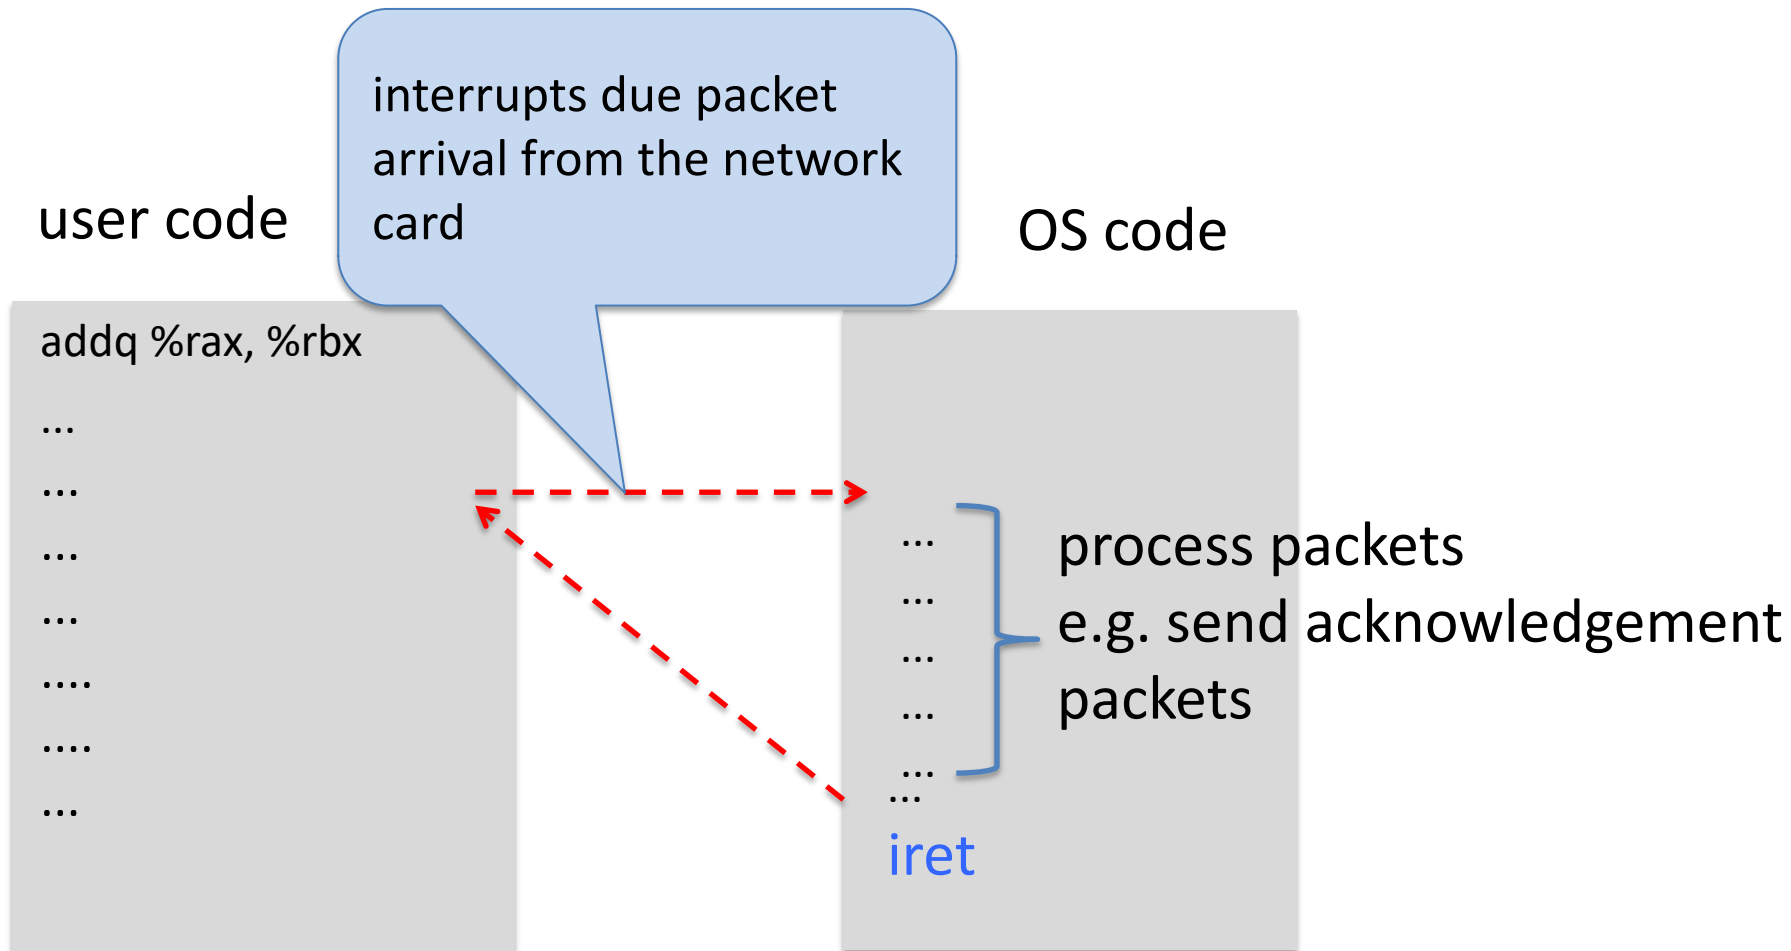 interrupts due packet
arrival from the network
card
user code
OS code
addq %rax, %rbx
...
...
...
...
....
....
...
...
...
...
...
...
...
process packets
e.g. send acknowledgement
packets
iret